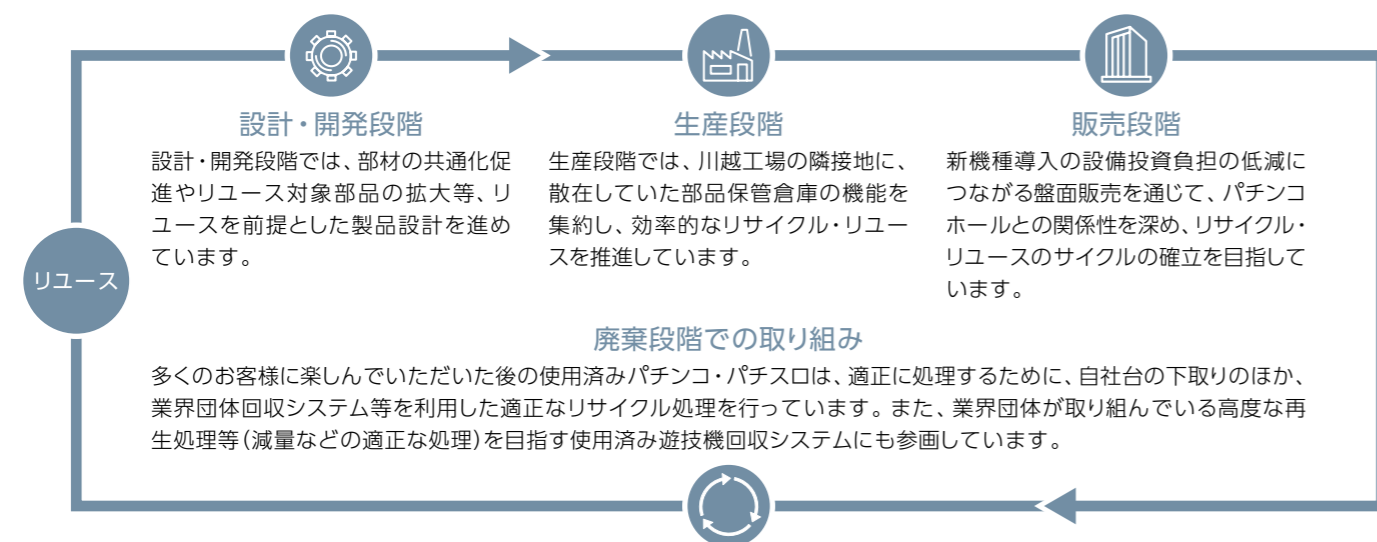 設計・開発段階
設計・開発段階では、部材の共通化促
進やリユース対象部品の拡大等、リ
ユースを前提とした製品設計を進め
ています。
生産段階
生産段階では、川越工場の隣接地に、
散在していた部品保管倉庫の機能を
集約し、効率的なリサイクル・リユー
スを推進しています。
販売段階
新機種導入の設備投資負担の低減に
つながる盤面販売を通じて、パチンコ
ホールとの関係性を深め、リサイクル・
リユースのサイクルの確立を目指して
います。
リユース
廃棄段階での取り組み
多くのお客様に楽しんでいただいた後の使用済みパチンコ・パチスロは、適正に処理するために、自社台の下取りのほか、
業界団体回収システム等を利用した適正なリサイクル処理を行っています。また、業界団体が取り組んでいる高度な再
生処理等(減量などの適正な処理)を目指す使用済み遊技機回収システムにも参画しています。